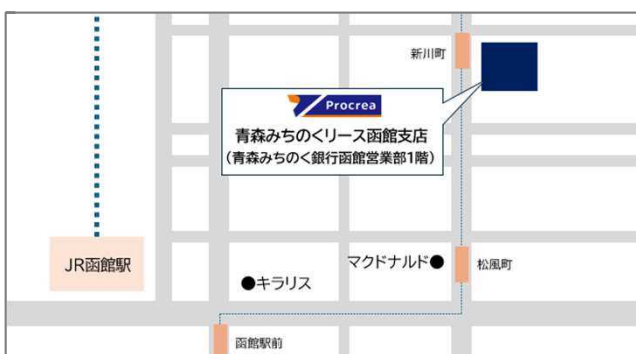 新川町
Procrea
青森みちのくリース函館支店
（青森みちのく銀行函館営業部1階）
JR函館駅
マクドナルド●
松風町
●キラリス
函館駅前